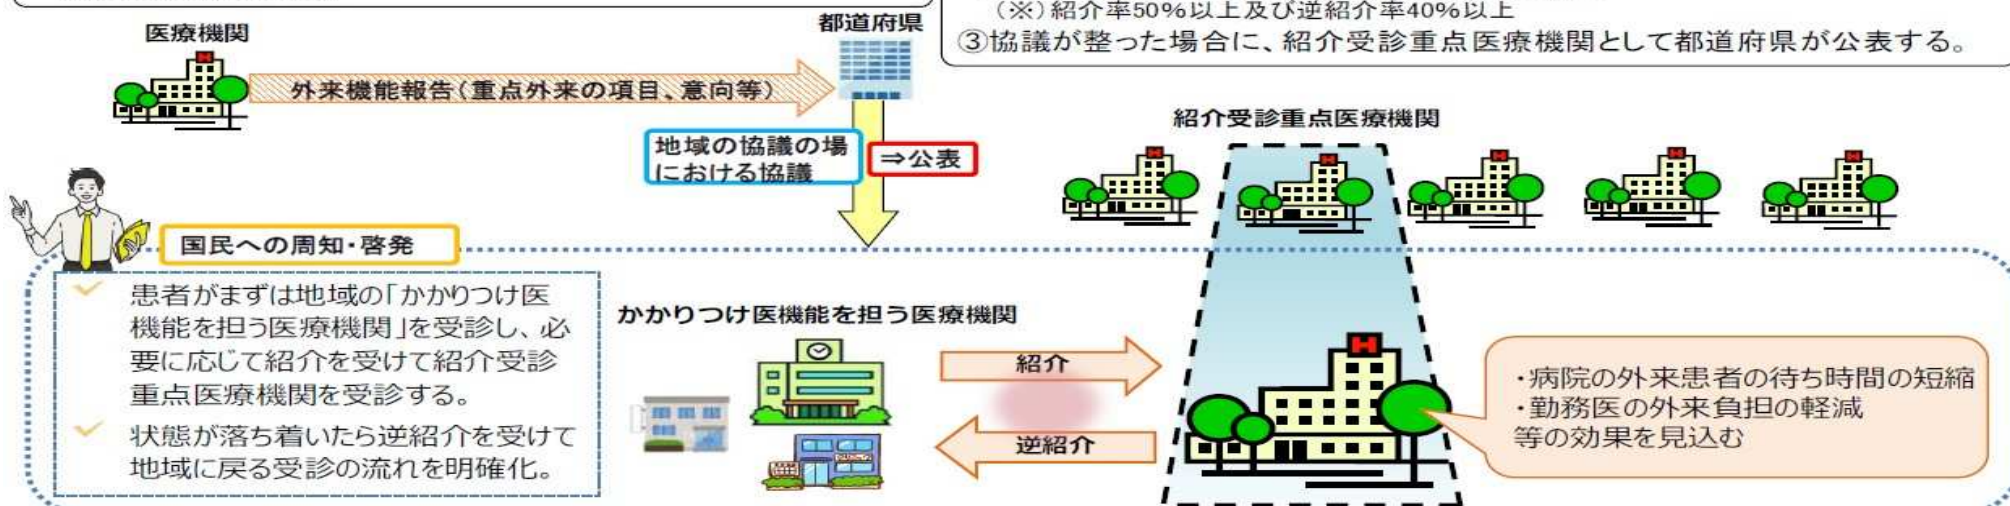 （※）紹介率50％以上及び逆紹介率40％以上
③協議が整った場合に、紹介受診重点医療機関として都道府県が公表する。
医療機関
都道府県
外来機能報告（重点外来の項目、意向等）
地域の協議の場
における協議
⇒公表
紹介受診重点医療機関
国民への周知・啓発
患者がまずは地域の「かかりつけ医
機能を担う医療機関」を受診し、必
要に応じて紹介を受けて紹介受診
重点医療機関を受診する。
状態が落ち着いたら逆紹介を受けて
地域に戻る受診の流れを明確化。
かかりつけ医機能を担う医療機関
紹介
逆紹介
・病院の外来患者の待ち時間の短縮
・勤務医の外来負担の軽減
等の効果を見込む